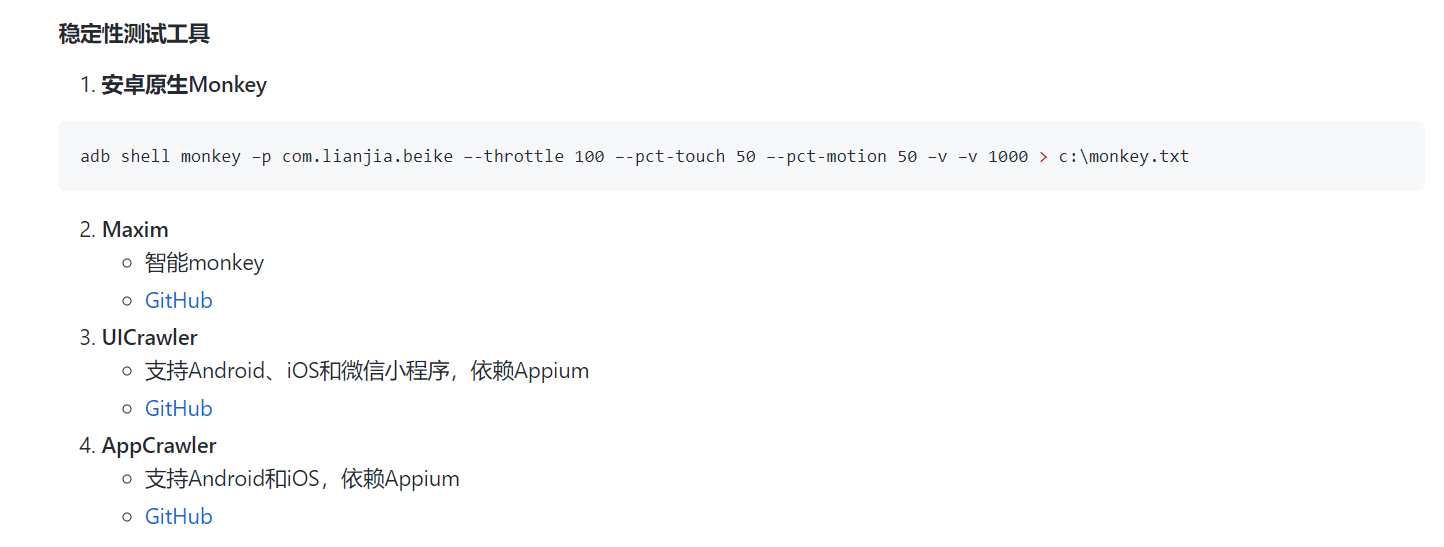 稳定性测试工具
1. 安卓原生Monkey
adb shell monkey –p com.lianjia.beike –-throttle 100 –-pct-touch 50 –-pct-motion 50 –v –v 1000 > c:\monkey.txt
2. Maxim
○ 智能monkey
○ GitHub
3. UICrawler
○ 支持Android、iOS和微信小程序，依赖Appium
○ GitHub
4. AppCrawler
○ 支持Android和iOS，依赖Appium
○ GitHub